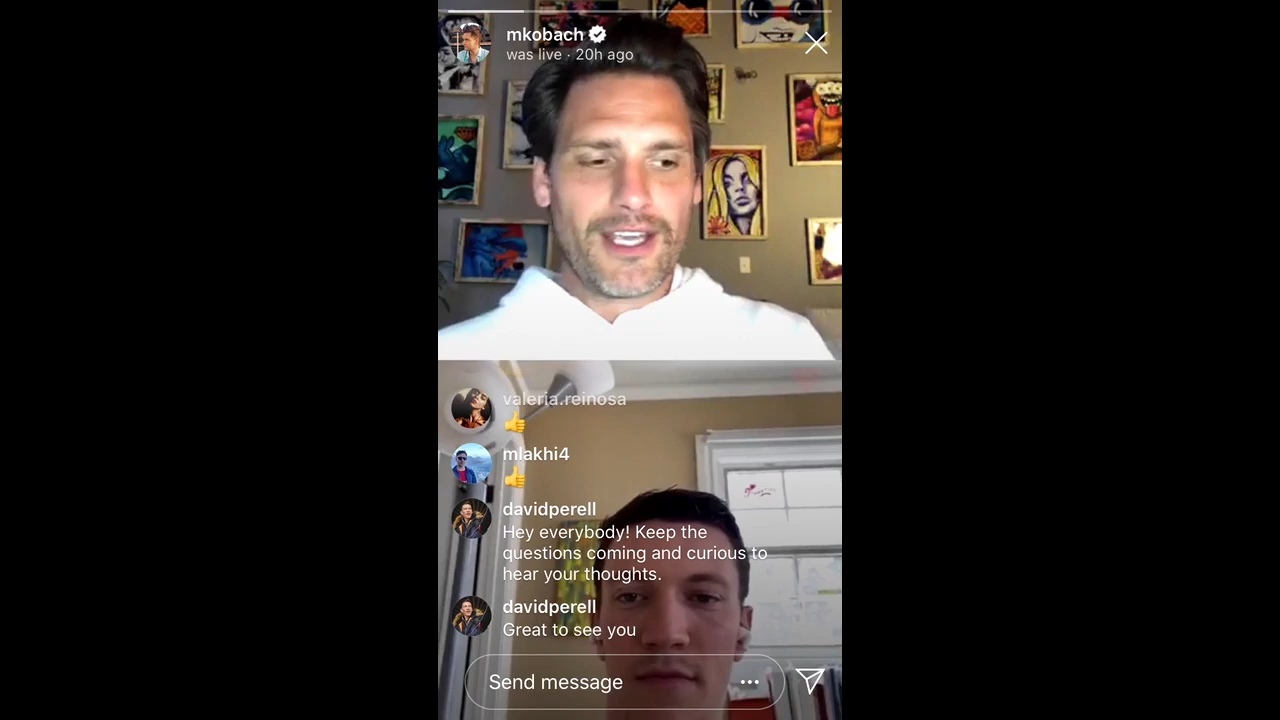 mkobach
was live · 20h ago
valeria.reinosa
👍
mlakhi4
👍
davidperell
Hey everybody! Keep the
questions coming and curious to
hear your thoughts.
davidperell
Great to see you
Send message